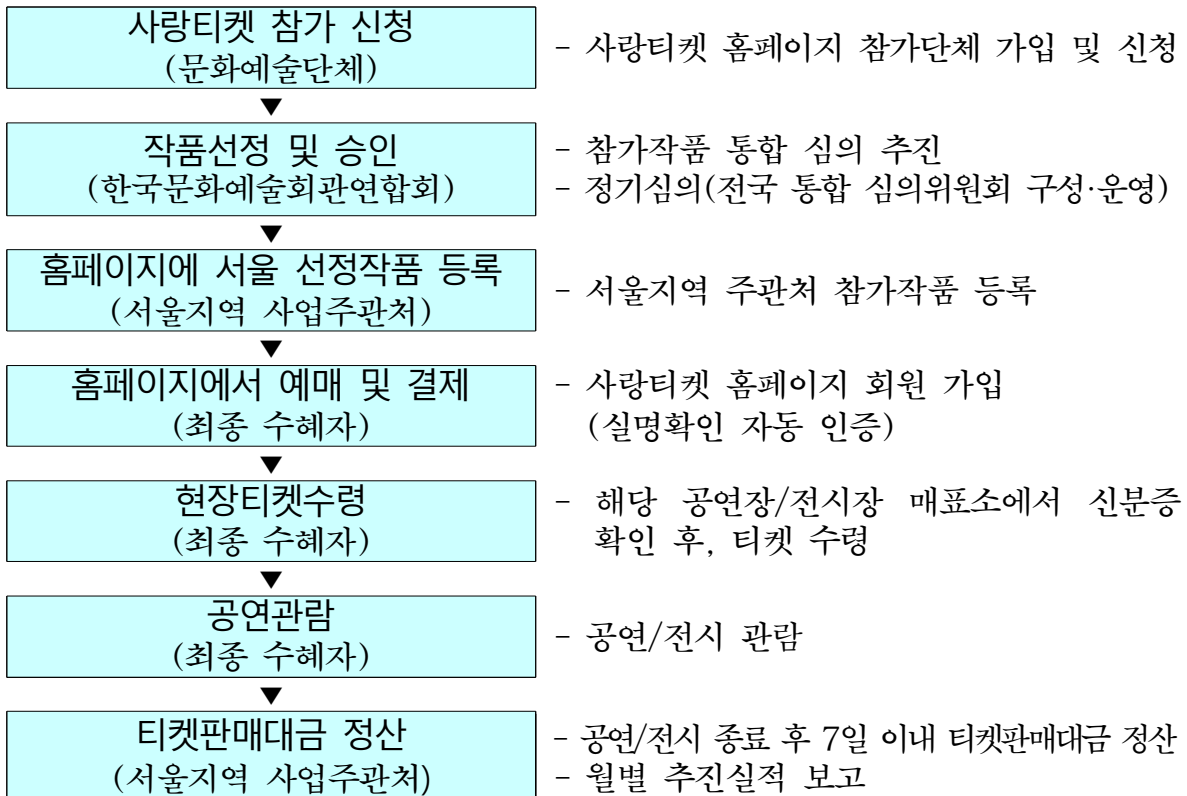 사랑티켓 참가 신청
(문화예술단체)
- 사랑티켓 홈페이지 참가단체 가입 및 신청
▼
작품선정 및 승인
(한국문화예술회관연합회)
- 참가작품 통합 심의 추진
- 정기심의(전국 통합 심의위원회 구성·운영)
▼
홈페이지에 서울 선정작품 등록
(서울지역 사업주관처)
- 서울지역 주관처 참가작품 등록
▼
홈페이지에서 예매 및 결제
(최종 수혜자)
- 사랑티켓 홈페이지 회원 가입
(실명확인 자동 인증)
▼
현장티켓수령
(최종 수혜자)
- 해당 공연장/전시장 매표소에서 신분증
확인 후, 티켓 수령
▼
공연관람
(최종 수혜자)
- 공연/전시 관람
▼
티켓판매대금 정산
(서울지역 사업주관처)
- 공연/전시 종료 후 7일 이내 티켓판매대금 정산
- 월별 추진실적 보고